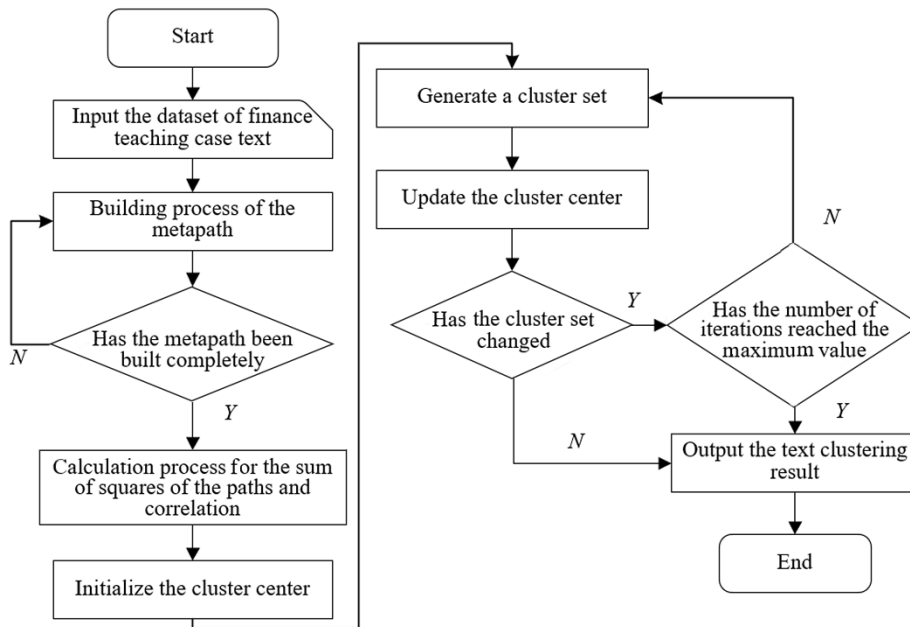 Start
Input the dataset of finance
teaching case text
Building process of the
metapath
Has the metapath been
built completely
N
Y
Calculation process for the sum
of squares of the paths and
correlation
Initialize the cluster center
Generate a cluster set
Update the cluster center
Has the cluster set
changed
Y
N
Has the number of
iterations reached the
maximum value
N
Y
Output the text clustering
result
End